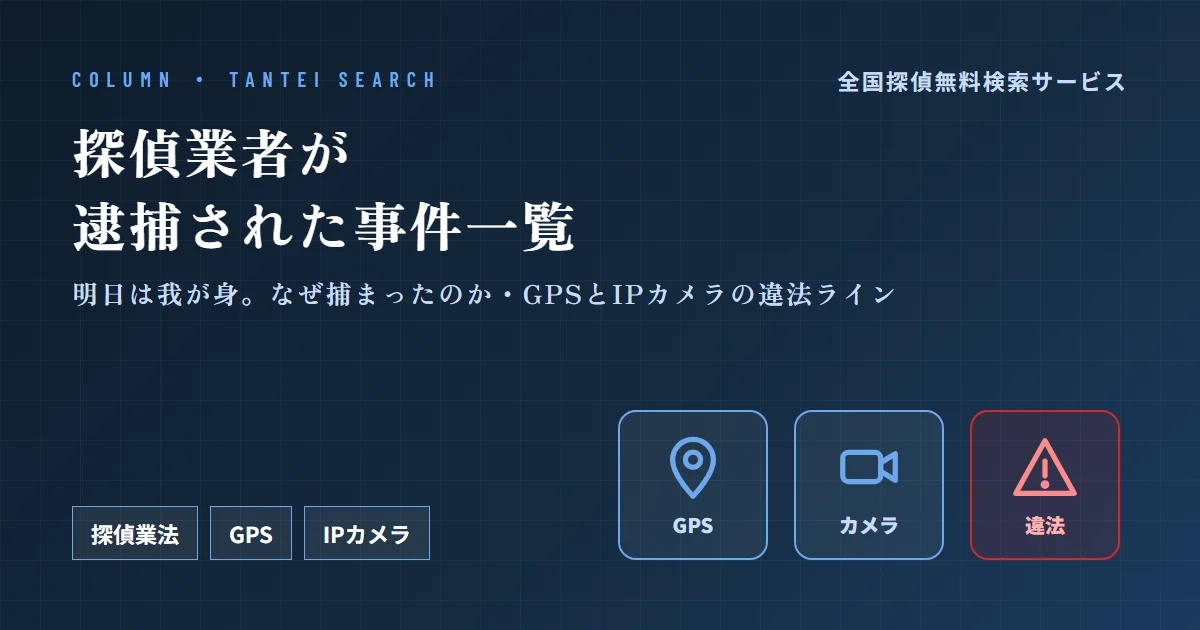 COLUMN • TANTEI SEARCH
全国探偵無料検索サービス
探偵業者が
逮捕された事件一覧
明日は我が身。なぜ捕まったのか・GPSとIPカメラの違法ライン
探偵業法
GPS
IPカメラ
GPS
カメラ
違法